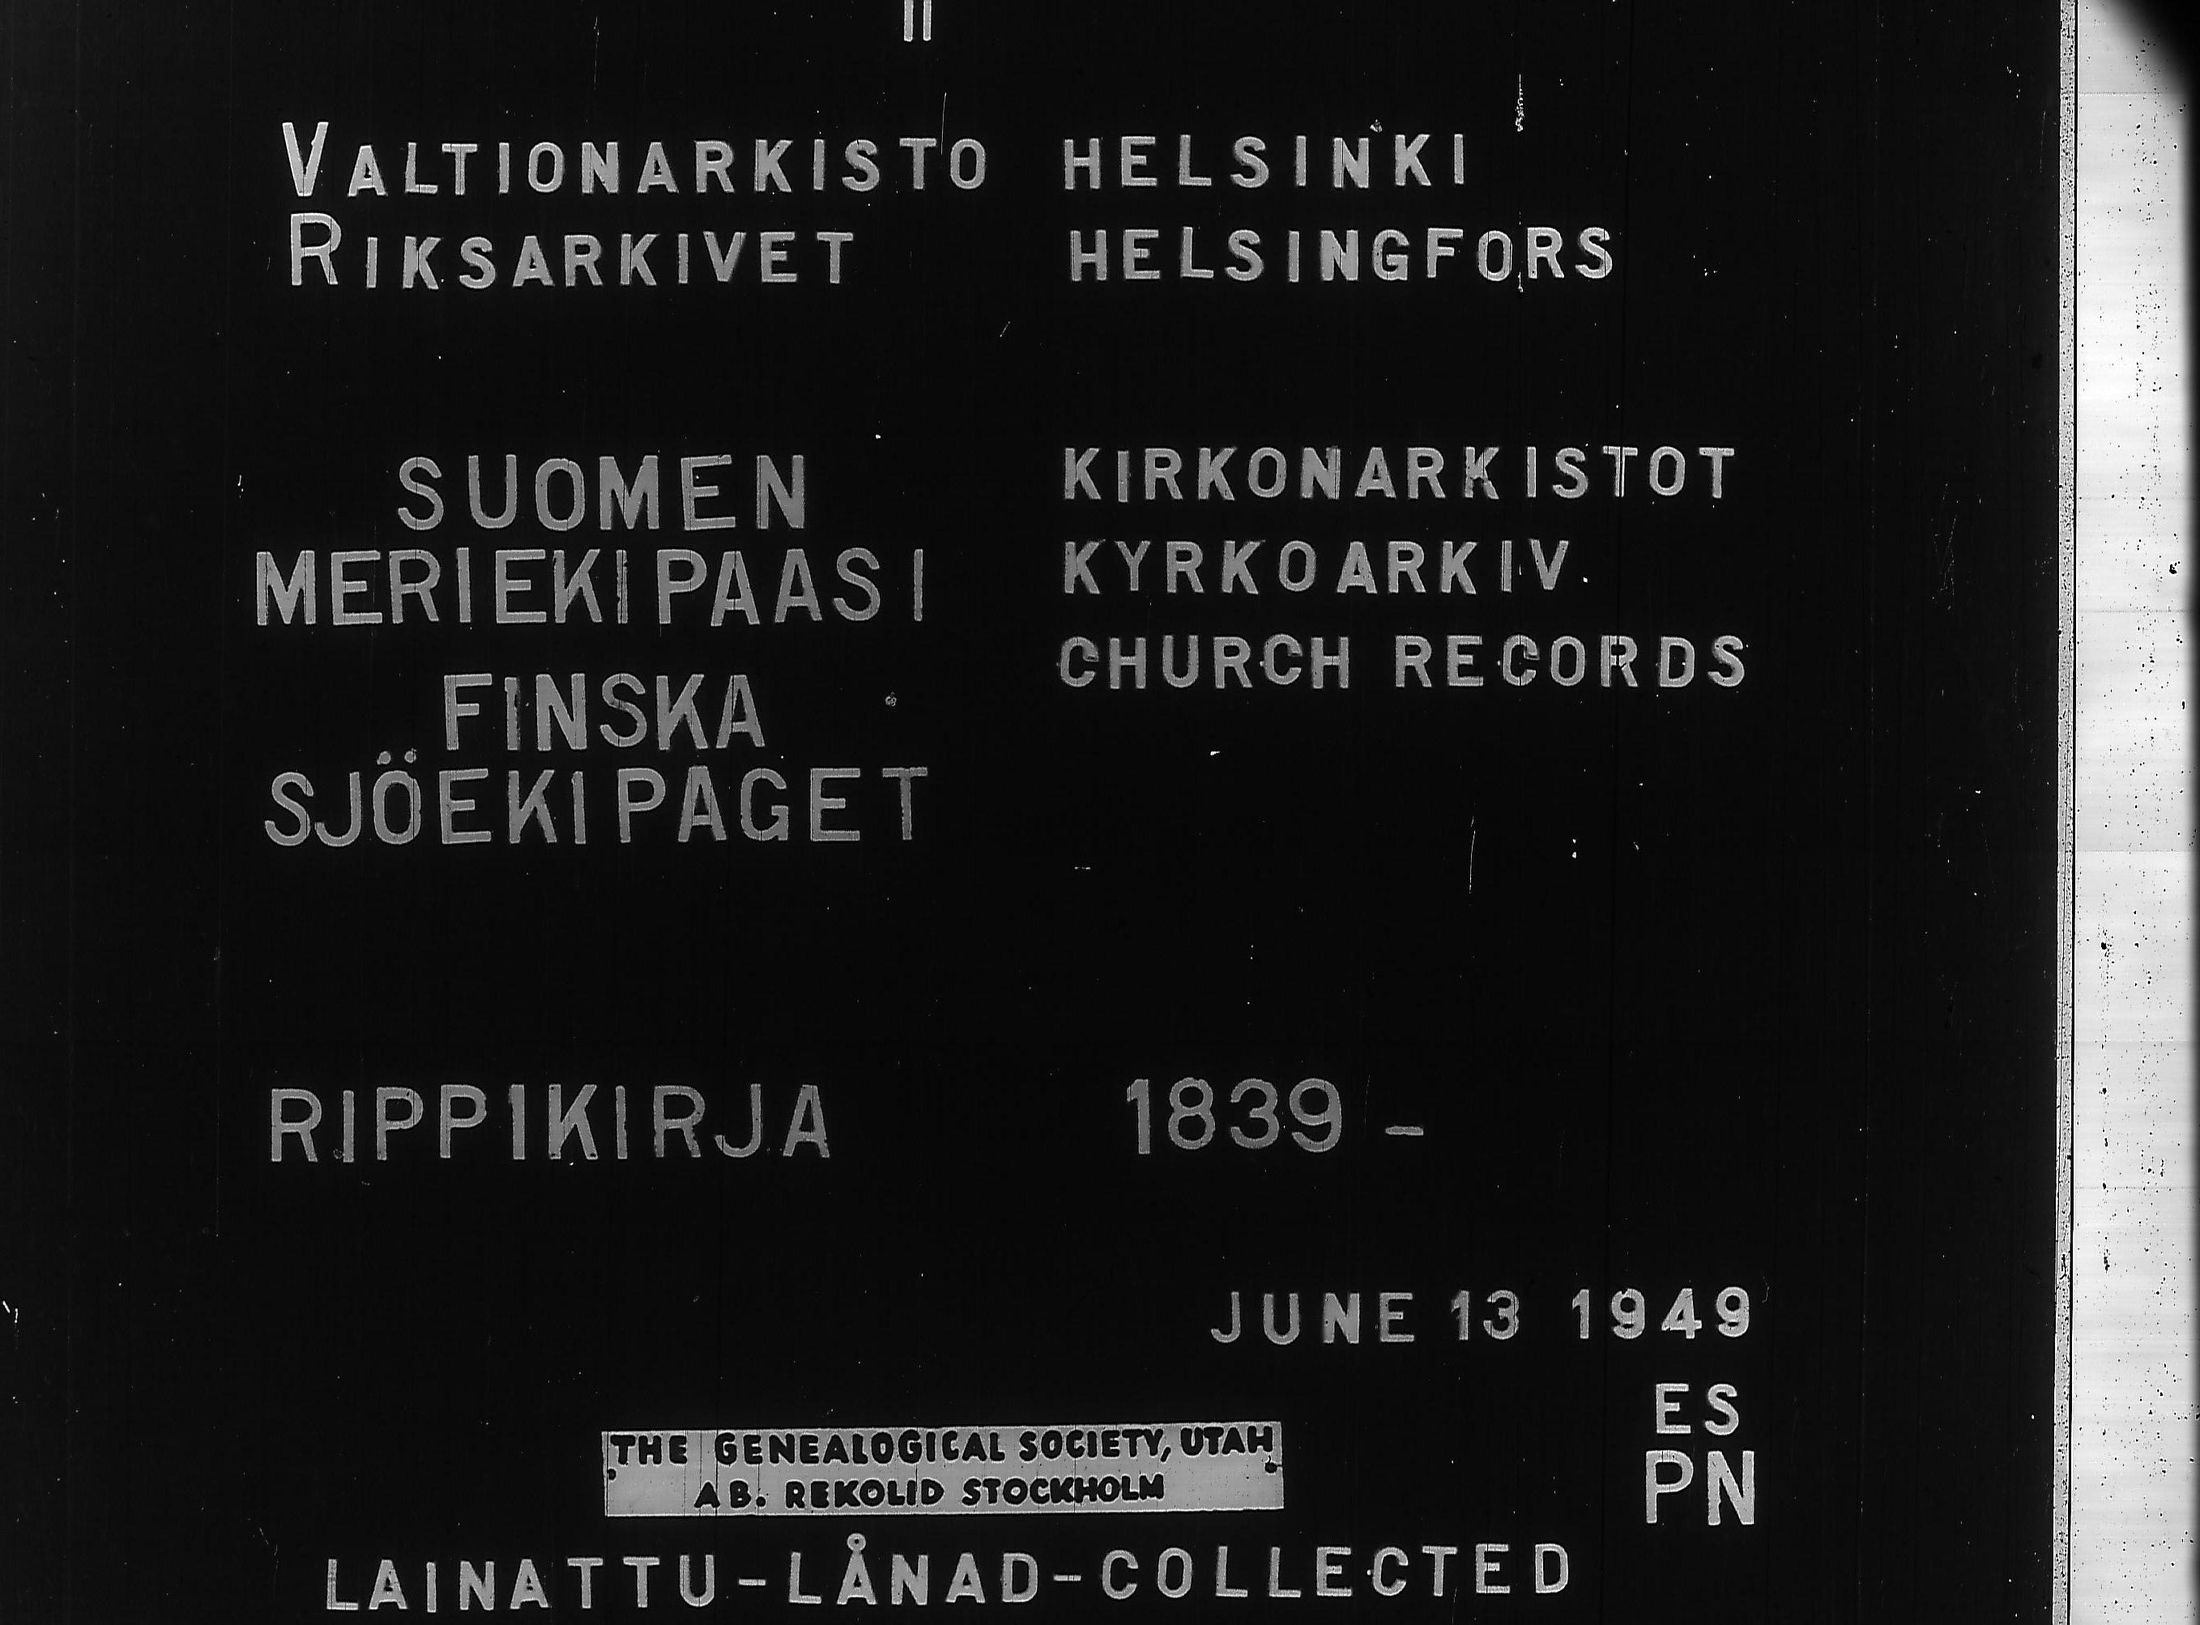 VALTIONARKISTO HELSINKI
RIKSARKIVET HELSINGFORS
SUOMEN
MERIEKIPAASI
FINSKA
SJÖEKIPAGET
KIRKONARKISTOT
KYRKOARKIV
CHURCH RECORDS
RIPPIKIRJA 1839 -
JUNE 13 1949
ES
PN
THE GENEALOGICAL SOCIETY, UTAH
AB. REKOLID STOCKHOLM
LAINATTU-LÅNAD-COLLECTED